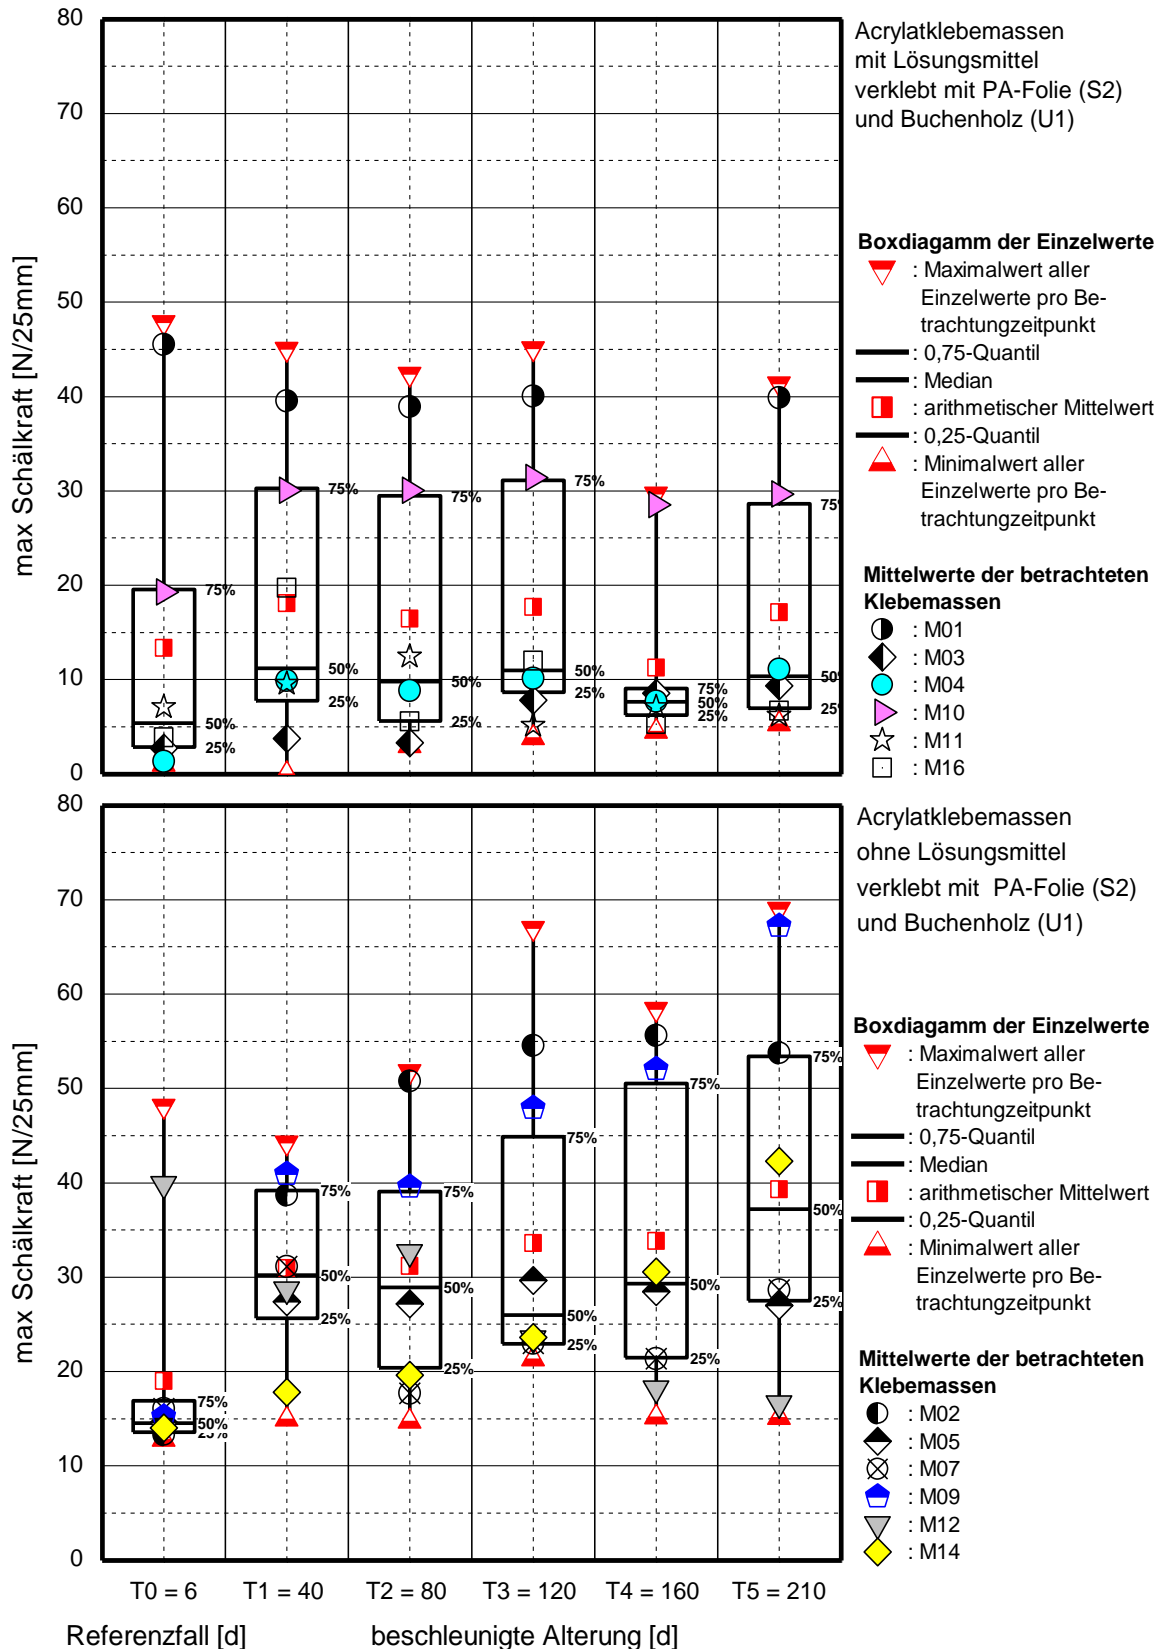 80
70
60
50
40
30
20
10
0
max Schälkraft [N/25mm]
75%
50%
25%
75%
50%
25%
75%
50%
25%
75%
50%
25%
75%
50%
25%
75%
50%
25%
Acrylatklebemassen
mit Lösungsmittel
verklebt mit PA-Folie (S2)
und Buchenholz (U1)
Boxdiagamm der Einzelwerte
: Maximalwert aller
Einzelwerte pro Be-
trachtungzeitpunkt
: 0,75-Quantil
: Median
: arithmetischer Mittelwert
: 0,25-Quantil
: Minimalwert aller
Einzelwerte pro Be-
trachtungzeitpunkt
Mittelwerte der betrachteten
Klebemassen
: M01
: M03
: M04
: M10
: M11
: M16
80
70
60
50
40
30
20
10
0
max Schälkraft [N/25mm]
75%
50%
25%
75%
50%
25%
75%
50%
25%
75%
50%
25%
75%
50%
25%
75%
50%
25%
Acrylatklebemassen
ohne Lösungsmittel
verklebt mit PA-Folie (S2)
und Buchenholz (U1)
Boxdiagamm der Einzelwerte
: Maximalwert aller
Einzelwerte pro Be-
trachtungzeitpunkt
: 0,75-Quantil
: Median
: arithmetischer Mittelwert
: 0,25-Quantil
: Minimalwert aller
Einzelwerte pro Be-
trachtungzeitpunkt
Mittelwerte der betrachteten
Klebemassen
: M02
: M05
: M07
: M09
: M12
: M14
T0 = 6 T1 = 40 T2 = 80 T3 = 120 T4 = 160 T5 = 210
Referenzfall [d] beschleunigte Alterung [d]